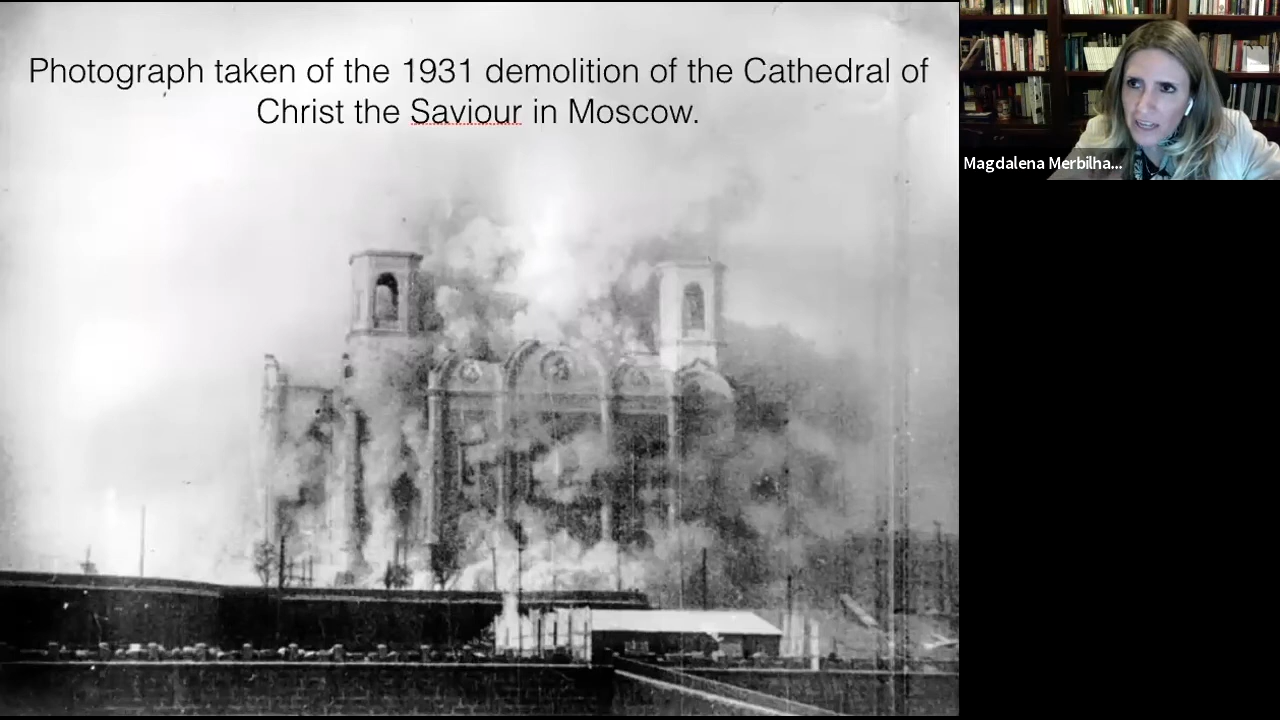 Photograph taken of the 1931 demolition of the Cathedral of
Christ the Saviour in Moscow.
Magdalena Merbilha...